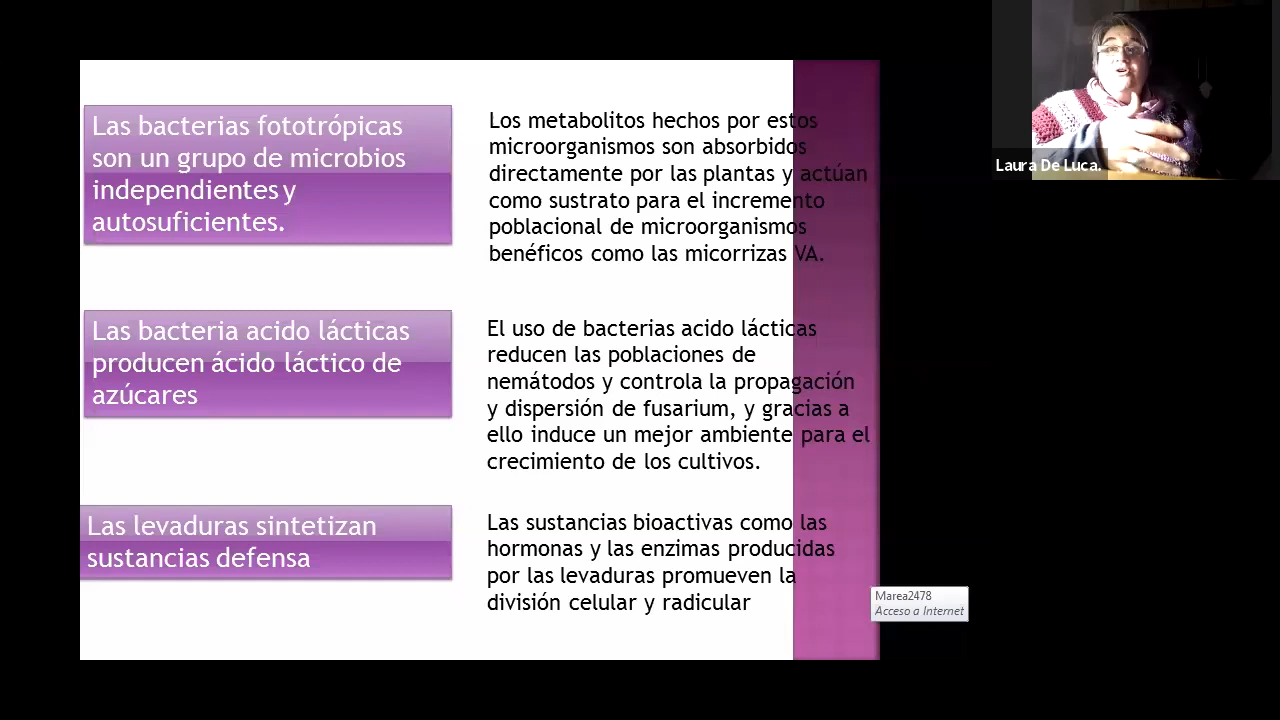 Las bacterias fototrópicas
son un grupo de microbios
independientes y
autosuficientes.
Los metabolitos hechos por estos
microorganismos son absorbidos
directamente por las plantas y actúan
como sustrato para el incremento
poblacional de microorganismos
benéficos como las micorrizas VA.
Las bacteria acido lácticas
producen ácido láctico de
azúcares
El uso de bacterias acido lácticas
reducen las poblaciones de
nemátodos y controla la propagación
y dispersión de fusarium, y gracias a
ello induce un mejor ambiente para el
crecimiento de los cultivos.
Las levaduras sintetizan
sustancias defensa
Las sustancias bioactivas como las
hormonas y las enzimas producidas
por las levaduras promueven la
división celular y radicular
Laura De Luca.
Marea2478
Acceso a Internet